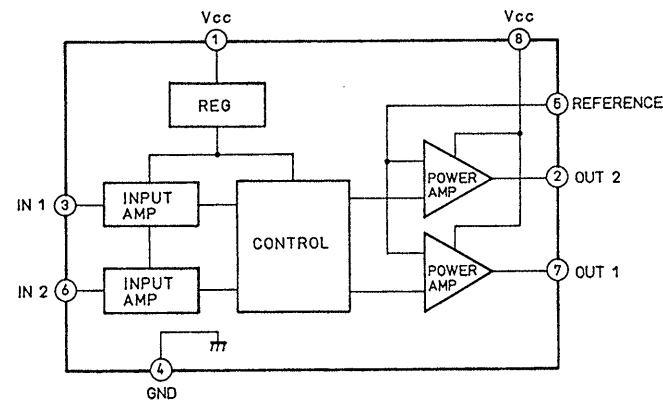 Vcc
Vcc
1
8
REG
5
REFERENCE
IN 1
3
INPUT
AMP
CONTROL
POWER
AMP
2
OUT 2
IN 2
6
INPUT
AMP
POWER
AMP
7
OUT 1
4
GND